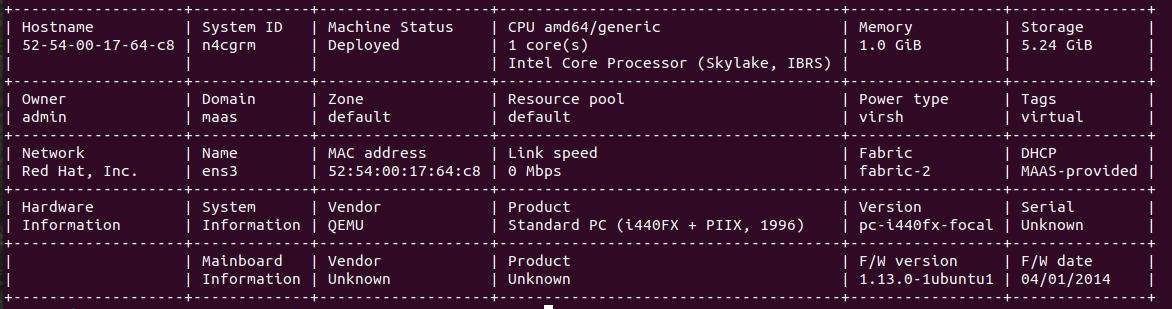 +-------------------+-------------+-------------------+-------------------------------------+-----------------+---------------+
| Hostname          | System ID   | Machine Status    | CPU amd64/generic                   | Memory          | Storage       |
| 52-54-00-17-64-c8 | n4cgrm      | Deployed          | 1 core(s)                           | 1.0 GiB         | 5.24 GiB      |
|                   |             |                   | Intel Core Processor (Skylake, IBRS) |                 |               |
+-------------------+-------------+-------------------+-------------------------------------+-----------------+---------------+
| Owner             | Domain      | Zone              | Resource pool                       | Power type      | Tags          |
| admin             | maas        | default           | default                             | virsh           | virtual       |
+-------------------+-------------+-------------------+-------------------------------------+-----------------+---------------+
| Network           | Name        | MAC address       | Link speed                          | Fabric          | DHCP          |
| Red Hat, Inc.     | ens3        | 52:54:00:17:64:c8 | 0 Mbps                              | fabric-2        | MAAS-provided |
+-------------------+-------------+-------------------+-------------------------------------+-----------------+---------------+
| Hardware          | System      | Vendor            | Product                             | Version         | Serial        |
| Information       | Information | QEMU              | Standard PC (i440FX + PIIX, 1996)   | pc-i440fx-focal | Unknown       |
+-------------------+-------------+-------------------+-------------------------------------+-----------------+---------------+
|                   | Mainboard   | Vendor            | Product                             | F/W version     | F/W date      |
|                   | Information | Unknown           | Unknown                             | 1.13.0-1ubuntu1 | 04/01/2014    |
+-------------------+-------------+-------------------+-------------------------------------+-----------------+---------------+